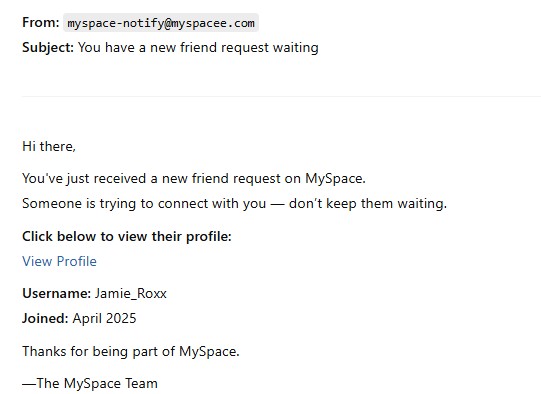 From: myspace-notify@myspacee.com
Subject: You have a new friend request waiting
Hi there,
You've just received a new friend request on MySpace.
Someone is trying to connect with you — don't keep them waiting.
Click below to view their profile:
View Profile
Username: Jamie_Roxx
Joined: April 2025
Thanks for being part of MySpace.
—The MySpace Team